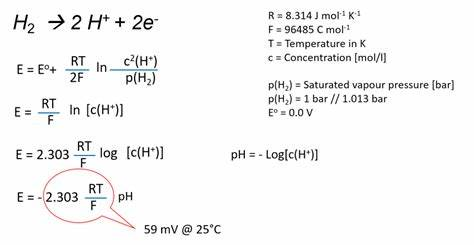 H₂ → 2 H⁺ + 2e⁻
R = 8.314 J mol⁻¹ K⁻¹
F = 96485 C mol⁻¹
T = Temperature in K
c = Concentration [mol/l]
E = Eᵒ+ RT/2F ln c²(H⁺)/p(H₂)
p(H₂) = Saturated vapour pressure [bar]
p(H₂) = 1 bar // 1.013 bar
Eᵒ = 0.0 V
E = RT/F ln [c(H⁺)]
E = 2.303 RT/F log [c(H⁺)]
pH = - Log[c(H⁺)]
E = - 2.303 RT/F pH
59 mV @ 25°C